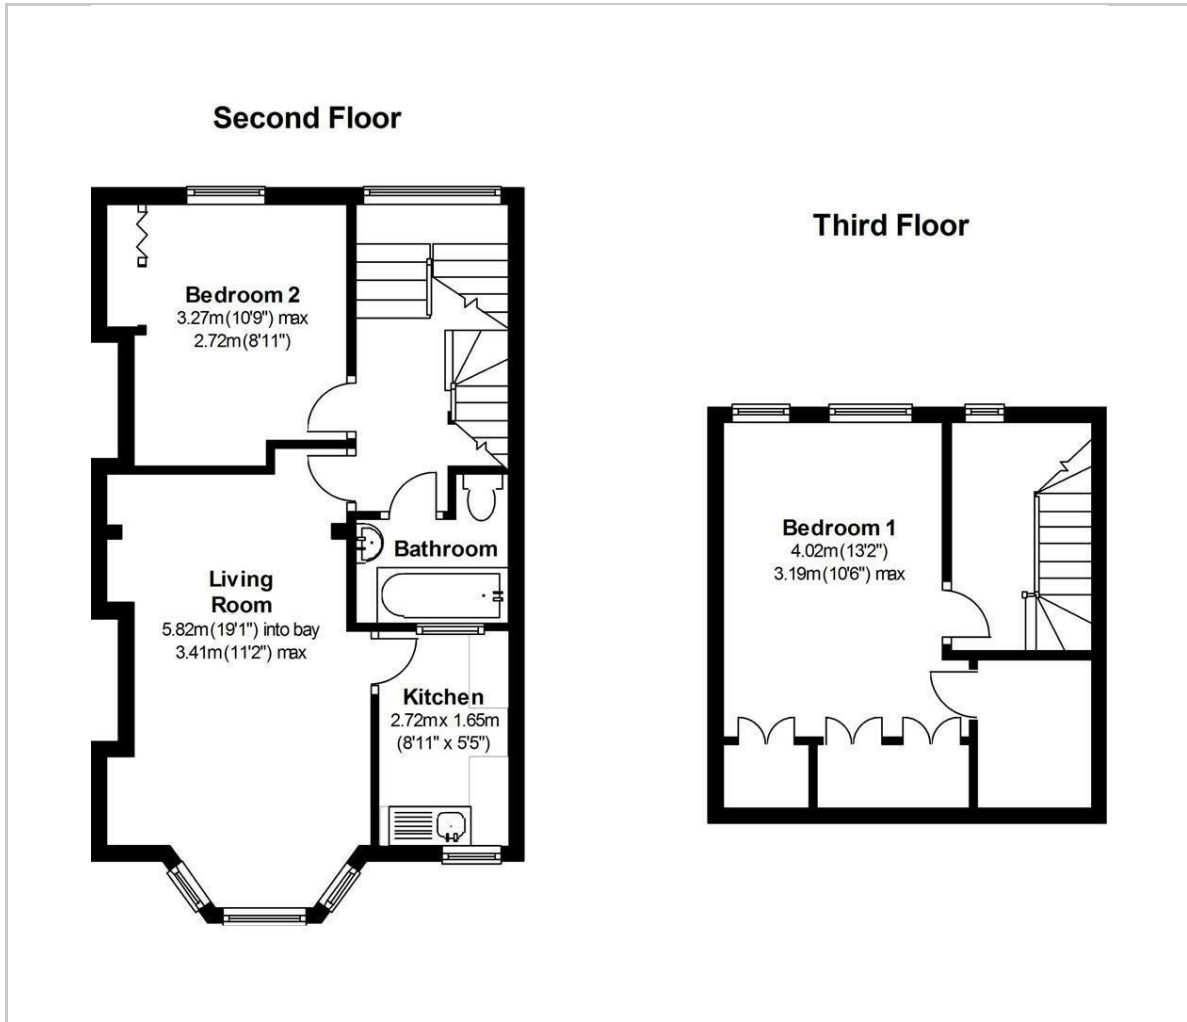 Second Floor
Bedroom 2
3.27m (10'9") max
2.72m (8'11")
Bathroom
Living
Room
5.82m (19'1") into bay
3.41m (11'2") max
Kitchen
2.72m x 1.65m
(8'11" x 5'5")
Third Floor
Bedroom 1
4.02m (13'2")
3.19m (10'6") max